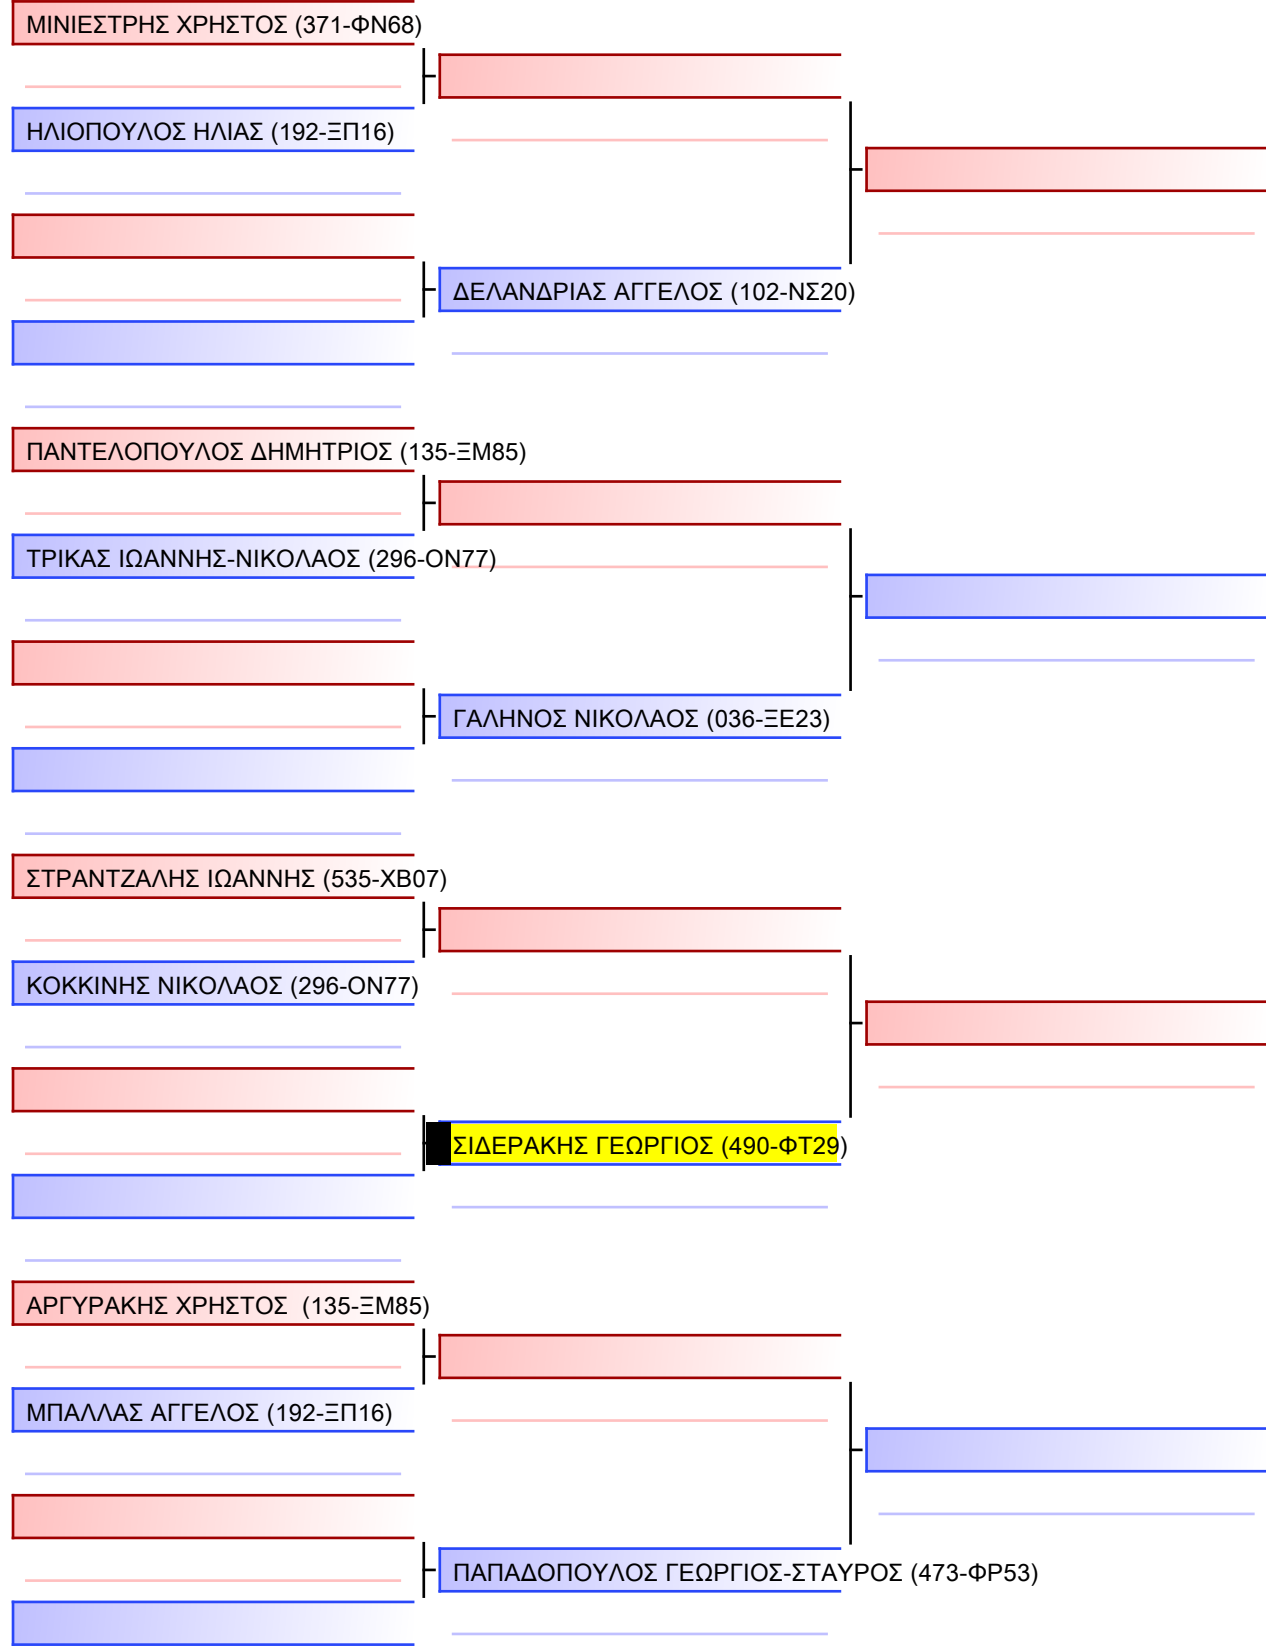 ΜΙΝΙΕΣΤΡΗΣ ΧΡΗΣΤΟΣ (371-ΦΝ68)
ΗΛΙΟΠΟΥΛΟΣ ΗΛΙΑΣ (192-ΞΠ16)
ΔΕΛΑΝΔΡΙΑΣ ΑΓΓΕΛΟΣ (102-ΝΣ20)
ΠΑΝΤΕΛΟΠΟΥΛΟΣ ΔΗΜΗΤΡΙΟΣ (135-ΞΜ85)
ΤΡΙΚΑΣ ΙΩΑΝΝΗΣ-ΝΙΚΟΛΑΟΣ (296-ΟΝ77)
ΓΑΛΗΝΟΣ ΝΙΚΟΛΑΟΣ (036-ΞΕ23)
ΣΤΡΑΝΤΖΑΛΗΣ ΙΩΑΝΝΗΣ (535-ΧΒ07)
ΚΟΚΚΙΝΗΣ ΝΙΚΟΛΑΟΣ (296-ΟΝ77)
ΣΙΔΕΡΑΚΗΣ ΓΕΩΡΓΙΟΣ (490-ΦΤ29)
ΑΡΓΥΡΑΚΗΣ ΧΡΗΣΤΟΣ  (135-ΞΜ85)
ΜΠΑΛΛΑΣ ΑΓΓΕΛΟΣ (192-ΞΠ16)
ΠΑΠΑΔΟΠΟΥΛΟΣ ΓΕΩΡΓΙΟΣ-ΣΤΑΥΡΟΣ (473-ΦΡ53)